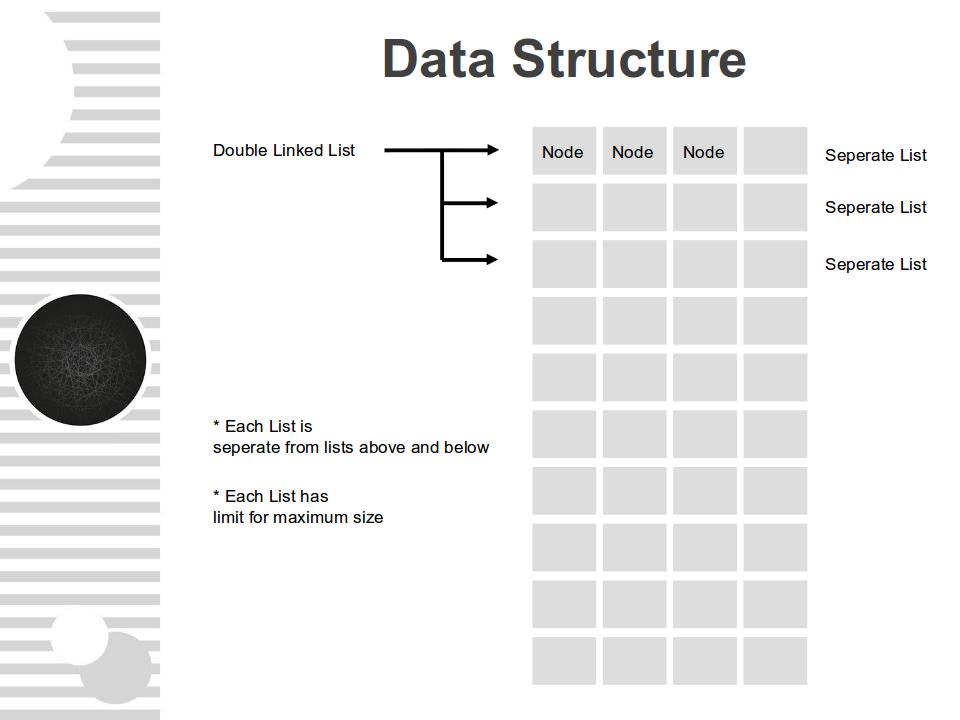 Data Structure
Double Linked List
Node Node Node
Seperate List
Seperate List
Seperate List
* Each List is
seperate from lists above and below
* Each List has
limit for maximum size